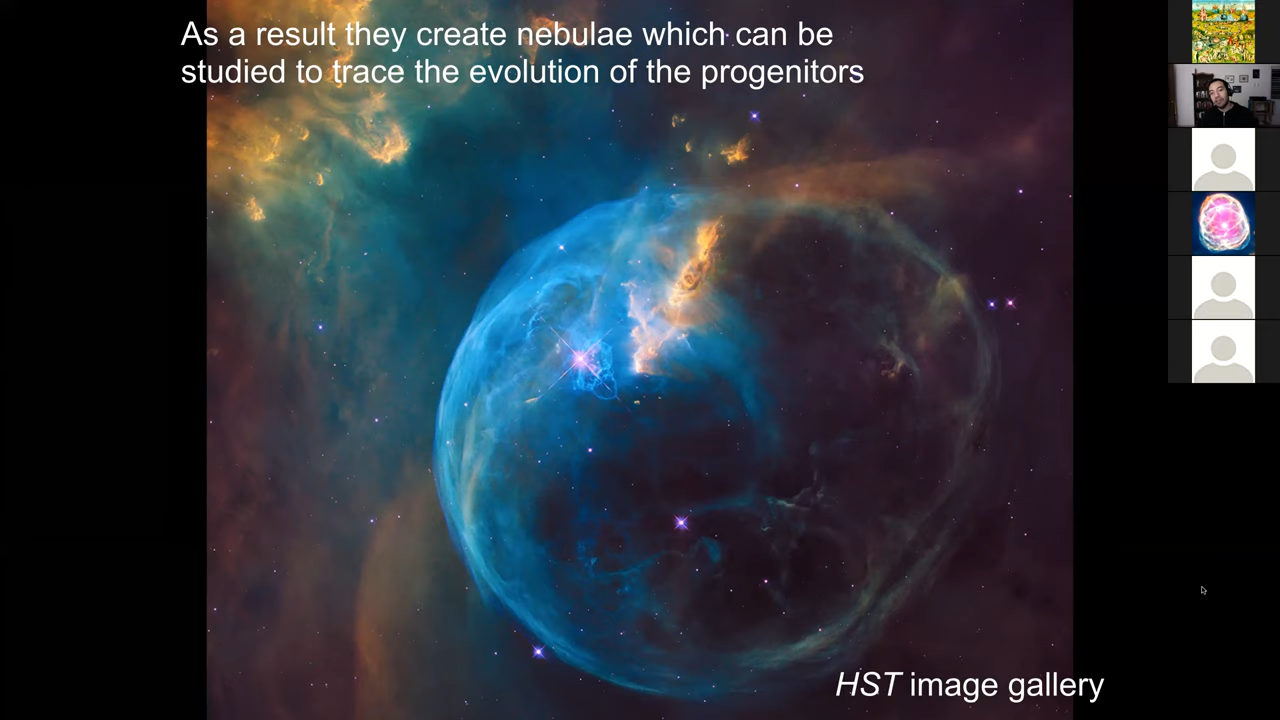 As a result they create nebulae which can be
studied to trace the evolution of the progenitors
HST image gallery